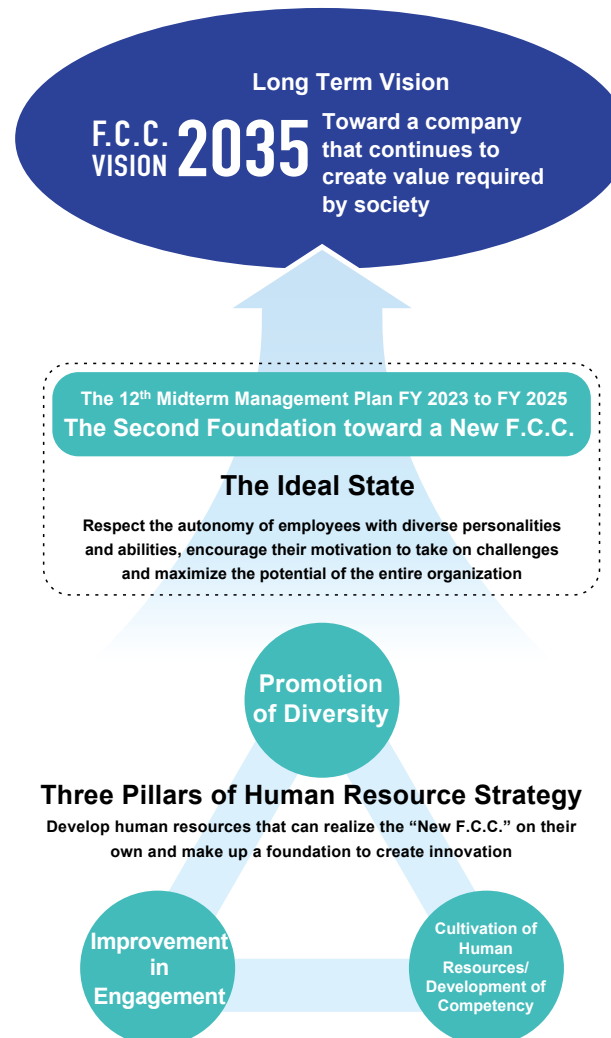 Long Term Vision
F.C.C.
VISION
2035
Toward a company
that continues to
create value required
by society
The 12th Midterm Management Plan FY 2023 to FY 2025
The Second Foundation toward a New F.C.C.
The Ideal State
Respect the autonomy of employees with diverse personalities
and abilities, encourage their motivation to take on challenges
and maximize the potential of the entire organization
Promotion
of Diversity
Three Pillars of Human Resource Strategy
Develop human resources that can realize the “New F.C.C.” on their
own and make up a foundation to create innovation
Improvement
in
Engagement
Cultivation of
Human
Resources/
Development of
Competency